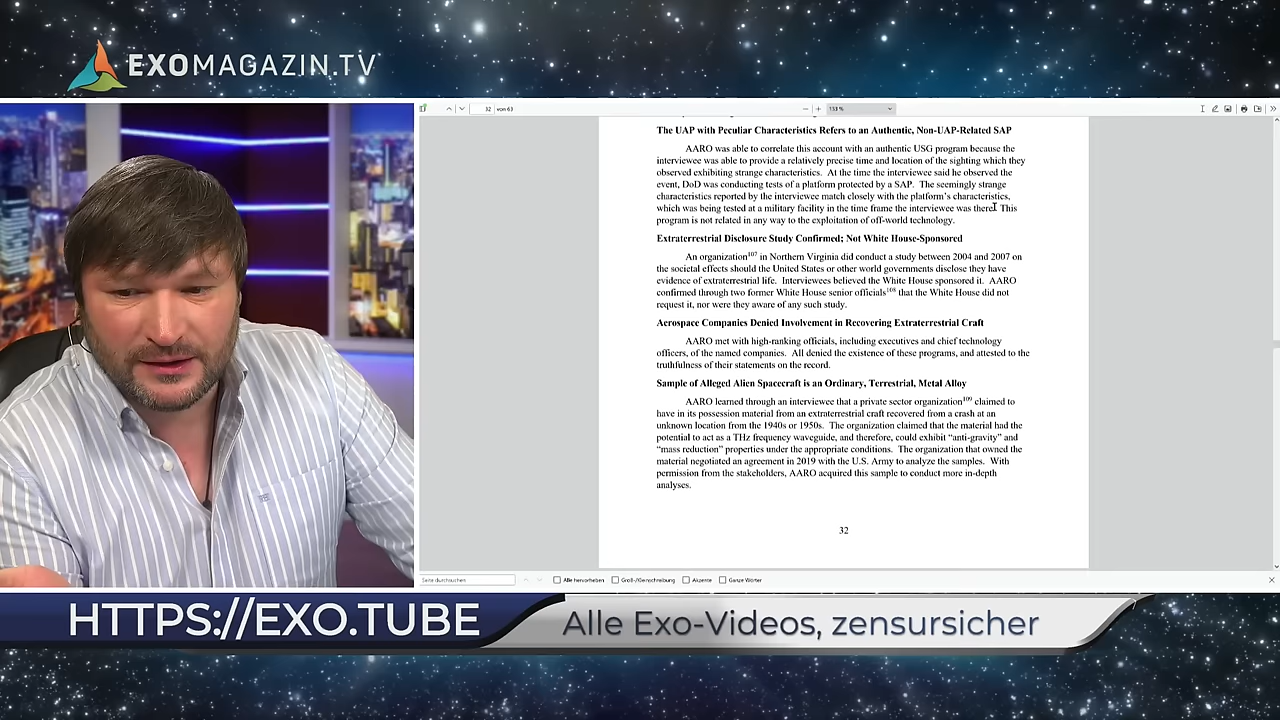 EXOMAGAZIN.TV
32 von 63
133 %
The UAP with Peculiar Characteristics Refers to an Authentic, Non-UAP-Related SAP
AARO was able to correlate this account with an authentic USG program because the
interviewee was able to provide a relatively precise time and location of the sighting which they
observed exhibiting strange characteristics. At the time the interviewee said he observed the
event, DoD was conducting tests of a platform protected by a SAP. The seemingly strange
characteristics reported by the interviewee match closely with the platform's characteristics,
which was being tested at a military facility in the time frame the interviewee was there. This
program is not related in any way to the exploitation of off-world technology.
Extraterrestrial Disclosure Study Confirmed; Not White House-Sponsored
An organization107 in Northern Virginia did conduct a study between 2004 and 2007 on
the societal effects should the United States or other world governments disclose they have
evidence of extraterrestrial life. Interviewees believed the White House sponsored it. AARO
confirmed through two former White House senior officials108 that the White House did not
request it, nor were they aware of any such study.
Aerospace Companies Denied Involvement in Recovering Extraterrestrial Craft
AARO met with high-ranking officials, including executives and chief technology
officers, of the named companies. All denied the existence of these programs, and attested to the
truthfulness of their statements on the record.
Sample of Alleged Alien Spacecraft is an Ordinary, Terrestrial, Metal Alloy
AARO learned through an interviewee that a private sector organization109 claimed to
have in its possession material from an extraterrestrial craft recovered from a crash at an
unknown location from the 1940s or 1950s. The organization claimed that the material had the
potential to act as a THz frequency waveguide, and therefore, could exhibit "anti-gravity" and
"mass reduction" properties under the appropriate conditions. The organization that owned the
material negotiated an agreement in 2019 with the U.S. Army to analyze the samples. With
permission from the stakeholders, AARO acquired this sample to conduct more in-depth
analyses.
32
Seite durchsuchen
Alle hervorheben Groß-/Kleinschreibung Akzente Ganze Wörter
HTTPS://EXO.TUBE
Alle Exo-Videos, zensursicher